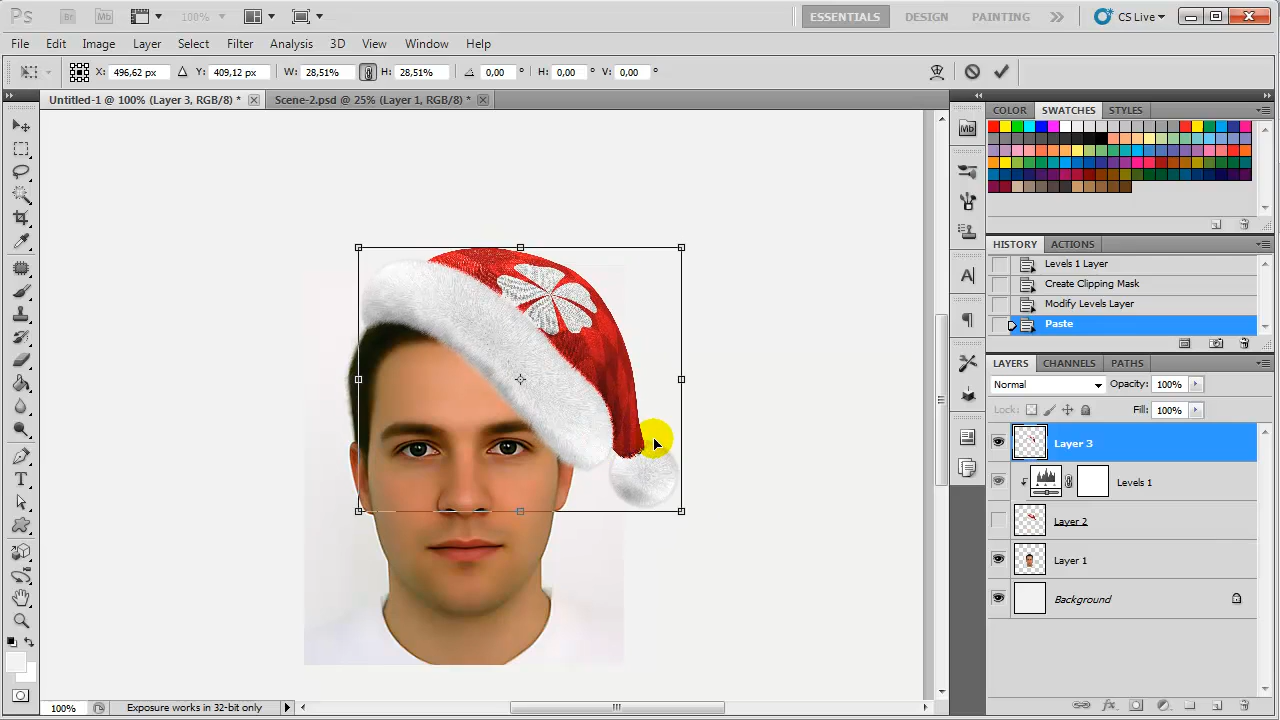 Ps Br Mb 100% ESSENTIALS DESIGN PAINTING CS Live
File Edit Image Layer Select Filter Analysis 3D View Window Help
X: 496,62 px Y: 409,12 px W: 28,51% H: 28,51% 0,00 ° H: 0,00 ° V: 0,00 °
Untitled-1 @ 100% (Layer 3, RGB/8) * Scene-2.psd @ 25% (Layer 1, RGB/8) *
COLOR SWATCHES STYLES
Mb
HISTORY ACTIONS
Levels 1 Layer
Create Clipping Mask
Modify Levels Layer
Paste
LAYERS CHANNELS PATHS
Normal Opacity: 100%
Lock: Fill: 100%
Layer 3
Levels 1
Layer 2
Layer 1
Background
100% Exposure works in 32-bit only